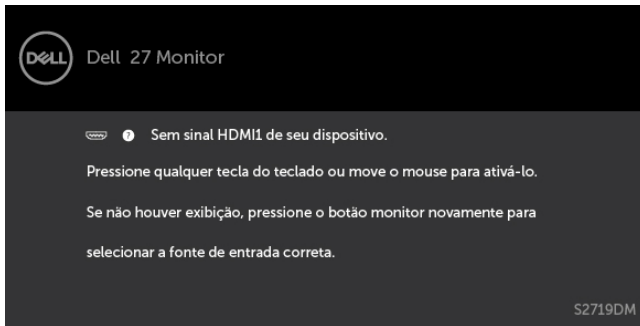 DELL
Dell 27 Monitor
Sem sinal HDMI1 de seu dispositivo.
Pressione qualquer tecla do teclado ou move o mouse para ativá-lo.
Se não houver exibição, pressione o botão monitor novamente para
selecionar a fonte de entrada correta.
S2719DM